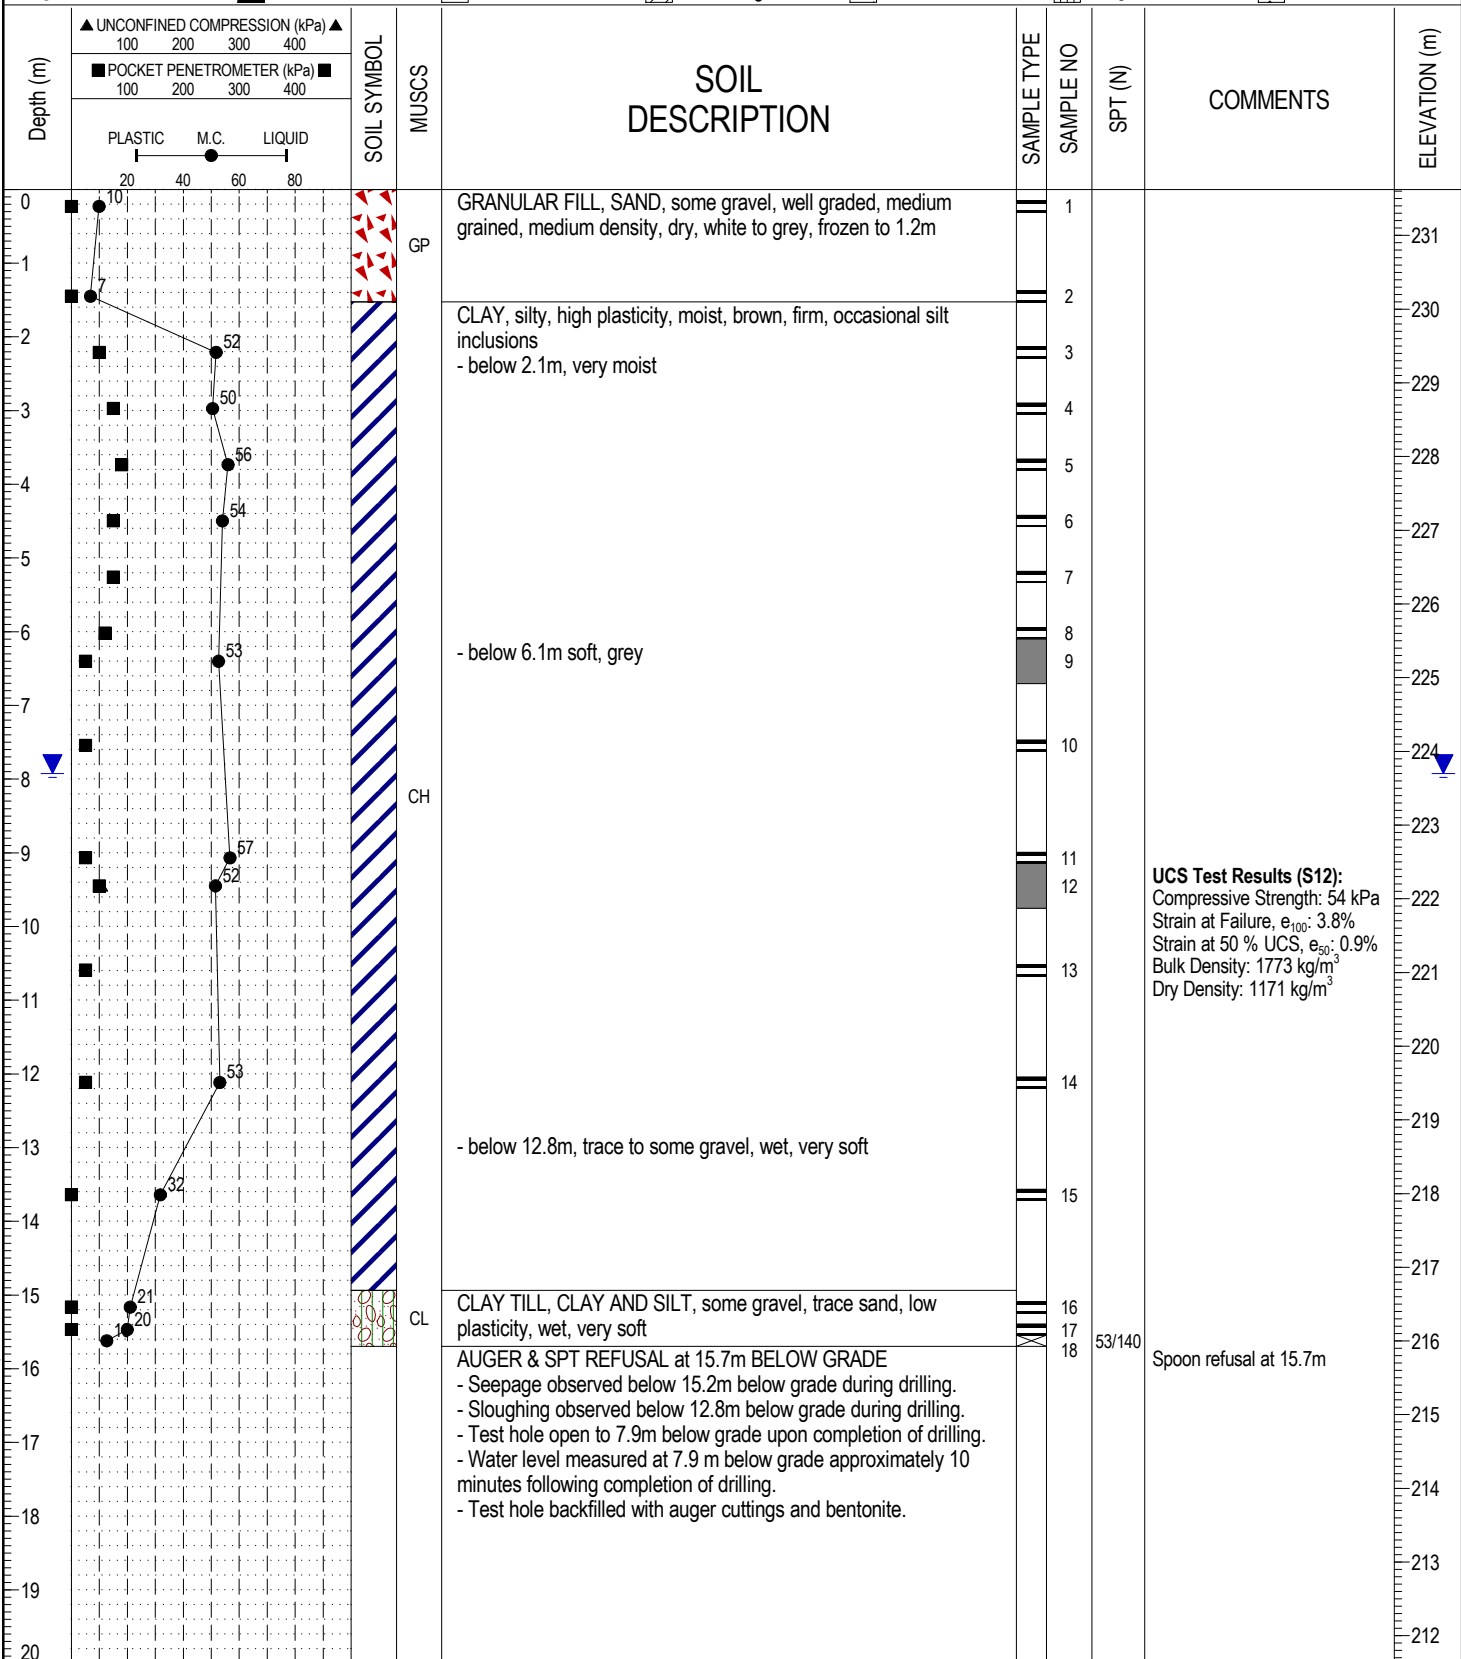 ▲ UNCONFINED COMPRESSION (kPa) ▲
100 200 300 400
■ POCKET PENETROMETER (kPa) ■
100 200 300 400
PLASTIC M.C. LIQUID
20 40 60 80
Depth (m)
SOIL SYMBOL
MUSCS
SOIL
DESCRIPTION
SAMPLE TYPE
SAMPLE NO
SPT (N)
COMMENTS
ELEVATION (m)
0
10
GRANULAR FILL, SAND, some gravel, well graded, medium
grained, medium density, dry, white to grey, frozen to 1.2m
1
GP
231
1
7
2
230
CLAY, silty, high plasticity, moist, brown, firm, occasional silt
inclusions
- below 2.1m, very moist
2
52
3
229
3
50
4
228
56
5
4
54
6
227
5
7
226
6
8
- below 6.1m soft, grey
53
9
225
7
10
224
8
CH
223
9
57
11
52
12
222
UCS Test Results (S12):
Compressive Strength: 54 kPa
Strain at Failure, e100: 3.8%
Strain at 50 % UCS, e50: 0.9%
Bulk Density: 1773 kg/m3
Dry Density: 1171 kg/m3
10
13
221
11
220
12
53
14
219
13
- below 12.8m, trace to some gravel, wet, very soft
32
15
218
14
217
15
21
CLAY TILL, CLAY AND SILT, some gravel, trace sand, low
plasticity, wet, very soft
CL
16
20
17
216
18
53/140
Spoon refusal at 15.7m
16
AUGER & SPT REFUSAL at 15.7m BELOW GRADE
- Seepage observed below 15.2m below grade during drilling.
- Sloughing observed below 12.8m below grade during drilling.
- Test hole open to 7.9m below grade upon completion of drilling.
- Water level measured at 7.9 m below grade approximately 10
minutes following completion of drilling.
- Test hole backfilled with auger cuttings and bentonite.
215
17
214
18
213
19
212
20